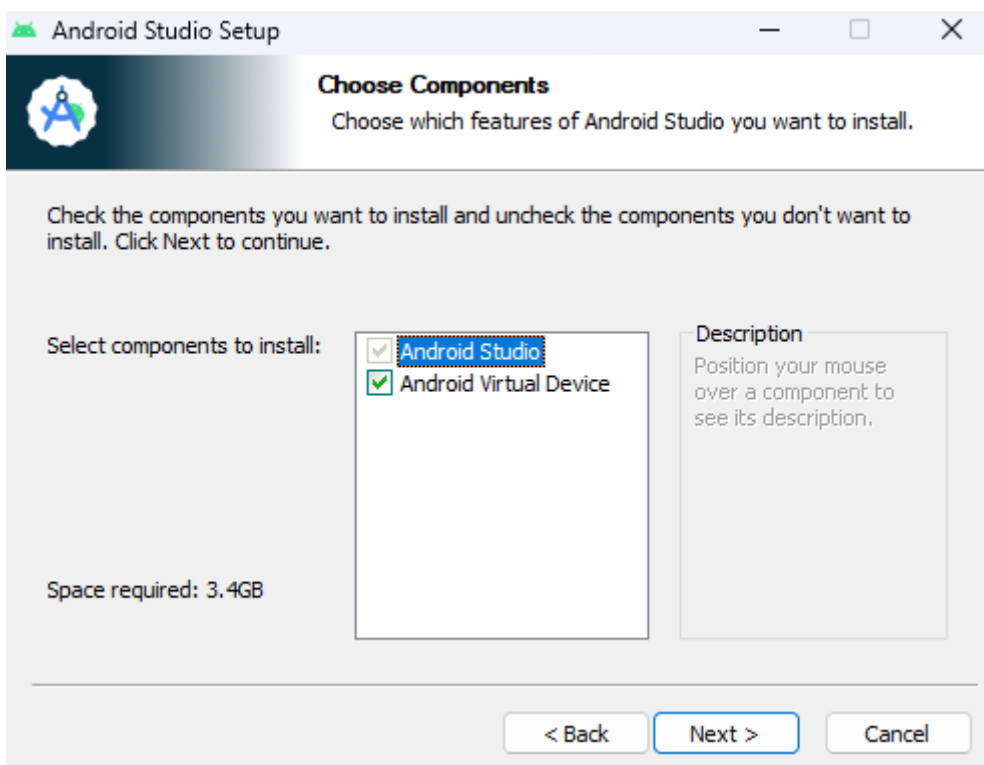 Android Studio Setup
Choose Components
Choose which features of Android Studio you want to install.
Check the components you want to install and uncheck the components you don't want to
install. Click Next to continue.
Select components to install:
Android Studio
Android Virtual Device
Description
Position your mouse
over a component to
see its description.
Space required: 3.4GB
< Back
Next >
Cancel